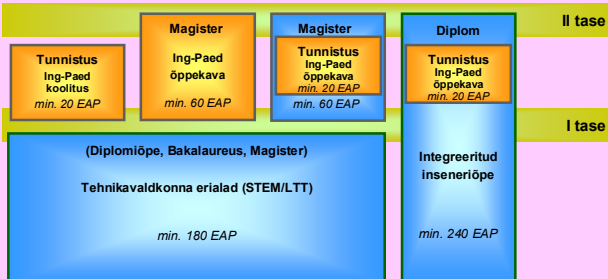 II tase
Tunnistus
Ing-Paed
koolitus
min. 20 EAP
Magister
Ing-Paed
õppekava
min. 60 EAP
Magister
Tunnistus
Ing-Paed
õppekava
min. 20 EAP
min. 60 EAP
Diplom
Tunnistus
Ing-Paed
õppekava
min. 20 EAP
Integreeritud
inseneriõpe
min. 240 EAP
I tase
(Diplomiõpe, Bakalaureus, Magister)
Tehnikavaldkonna erialad (STEM/LTT)
min. 180 EAP